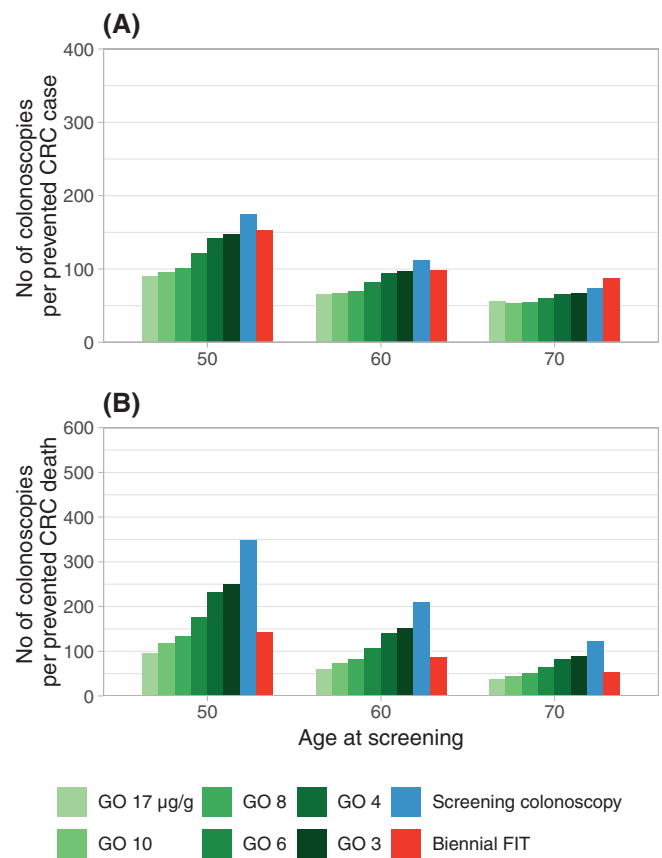 (A)
No of colonoscopies
per prevented CRC case
400
300
200
100
0
50
60
70
(B)
No of colonoscopies
per prevented CRC death
600
500
400
300
200
100
0
50
60
70
Age at screening
GO 17 µg/g
GO 8
GO 4
Screening colonoscopy
GO 10
GO 6
GO 3
Biennial FIT